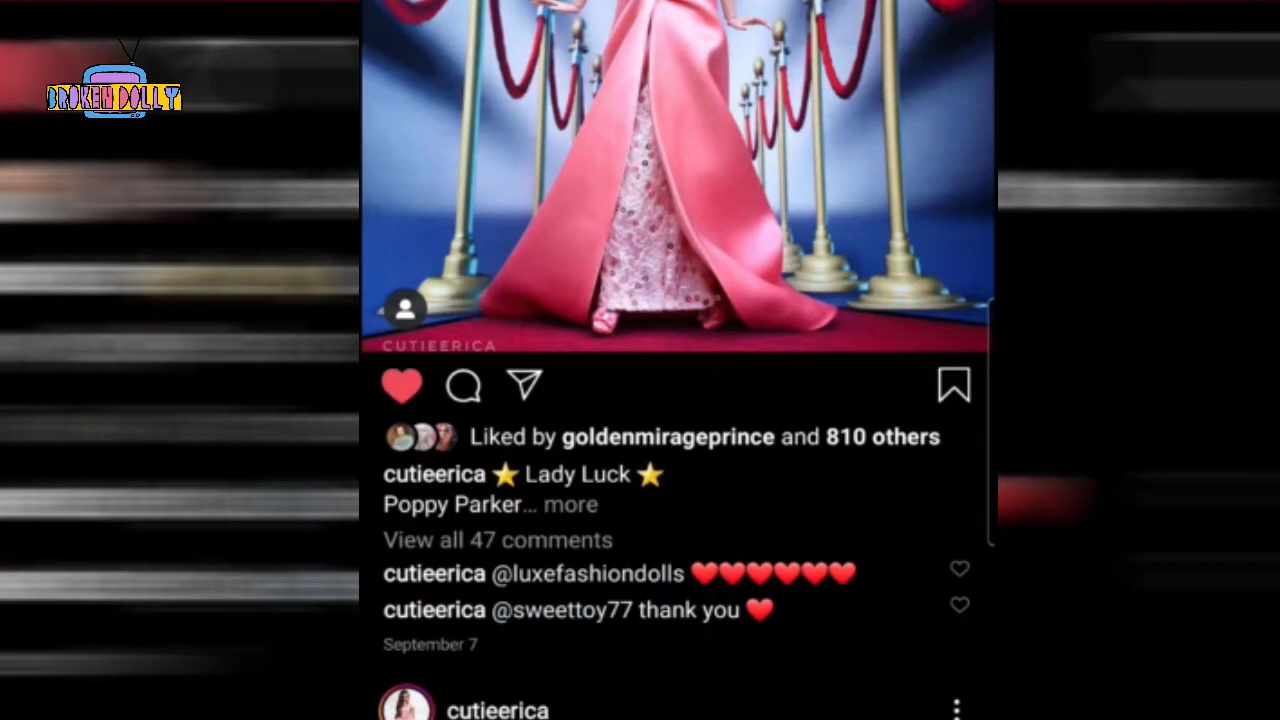 BROKEN DOLLY
CUTIEERICA
Liked by goldenmirageprince and 810 others
cutieerica ⭐ Lady Luck ⭐
Poppy Parker... more
View all 47 comments
cutieerica @luxefashiondolls ❤️❤️❤️❤️❤️❤️
cutieerica @sweettoy77 thank you ❤️
September 7
cutieerica